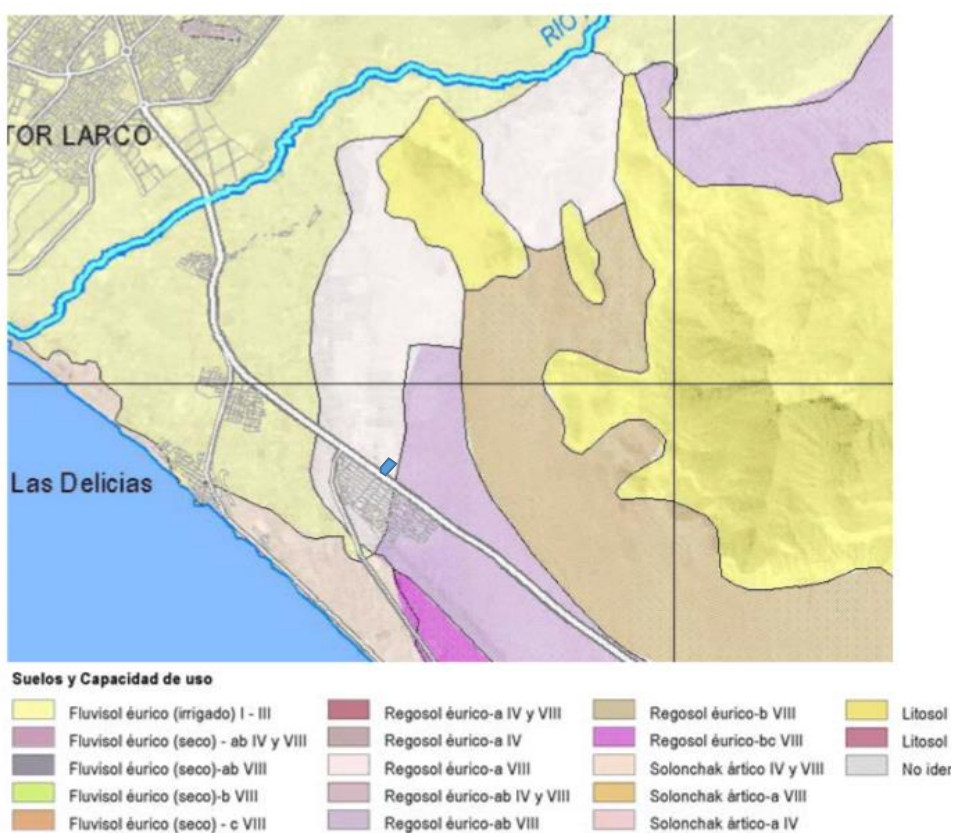 RIO
TOR LARCO
Las Delicias
Suelos y Capacidad de uso
Fluvisol éurico (irrigado) I - III
Fluvisol éurico (seco) - ab IV y VIII
Fluvisol éurico (seco)-ab VIII
Fluvisol éurico (seco)-b VIII
Fluvisol éurico (seco) - c VIII
Regosol éurico-a IV y VIII
Regosol éurico-a IV
Regosol éurico-a VIII
Regosol éurico-ab IV y VIII
Regosol éurico-ab VIII
Regosol éurico-b VIII
Regosol éurico-bc VIII
Solonchak ártico IV y VIII
Solonchak ártico-a VIII
Solonchak ártico-a IV
Litosol
Litosol
No iden